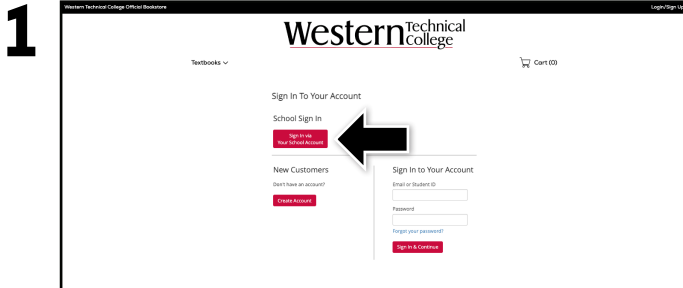 1
Western Technical College Official Bookstore
Login/Sign Up
Western Technical College
Textbooks
Cart (0)
Sign In To Your Account
School Sign In
Sign In via
Your School Account
New Customers
Don't have an account?
Create Account
Sign In to Your Account
Email or Student ID
Password
Forgot your password?
Sign In & Continue